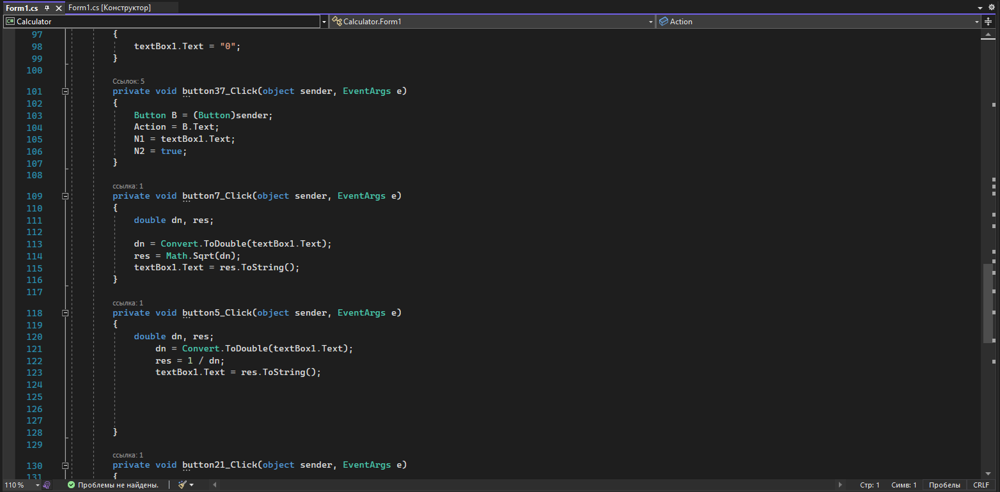 Form1.cs Form1.cs [Конструктор]
C# Calculator Calculator.Form1 Action
97 {
98 textBox1.Text = "0";
99 }
100
Ссылок: 5
101 private void button37_Click(object sender, EventArgs e)
102 {
103 Button B = (Button)sender;
104 Action = B.Text;
105 N1 = textBox1.Text;
106 N2 = true;
107 }
108
ссылка: 1
109 private void button7_Click(object sender, EventArgs e)
110 {
111 double dn, res;
112
113 dn = Convert.ToDouble(textBox1.Text);
114 res = Math.Sqrt(dn);
115 textBox1.Text = res.ToString();
116 }
117
ссылка: 1
118 private void button5_Click(object sender, EventArgs e)
119 {
120 double dn, res;
121 dn = Convert.ToDouble(textBox1.Text);
122 res = 1 / dn;
123 textBox1.Text = res.ToString();
124
125
126
127
128 }
129
ссылка: 1
130 private void button21_Click(object sender, EventArgs e)
131 {
110 % Проблемы не найдены. Стр: 1 Симв: 1 Пробелы CRLF